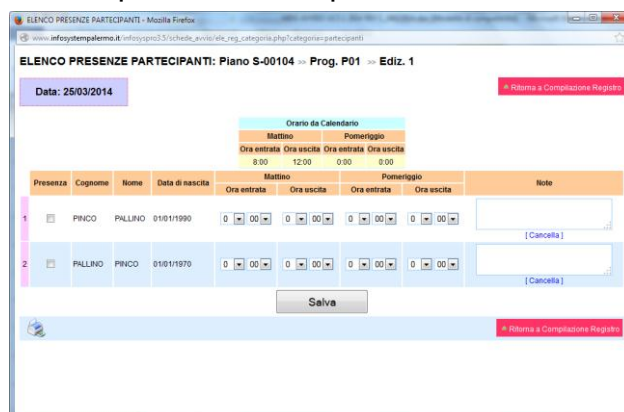 ELENCO PRESENZE PARTECIPANTI - Mozilla Firefox
www.infosystempalermo.it/infosyspro3.5/schede_avvio/ele_reg_categoria.php?categoria=partecipanti
ELENCO PRESENZE PARTECIPANTI: Piano S-00104 » Prog. P01 » Ediz. 1
Data: 25/03/2014
Ritorna a Compilazione Registro
Orario da Calendario
Mattino Pomeriggio
Ora entrata Ora uscita Ora entrata Ora uscita
8:00 12:00 0:00 0:00
Presenza Cognome Nome Data di nascita Mattino Pomeriggio Note
Ora entrata Ora uscita Ora entrata Ora uscita
1 PINCO PALLINO 01/01/1990 0 00 0 00 0 00 0 00
[ Cancella ]
2 PALLINO PINCO 01/01/1970 0 00 0 00 0 00 0 00
[ Cancella ]
Salva
Ritorna a Compilazione Registro